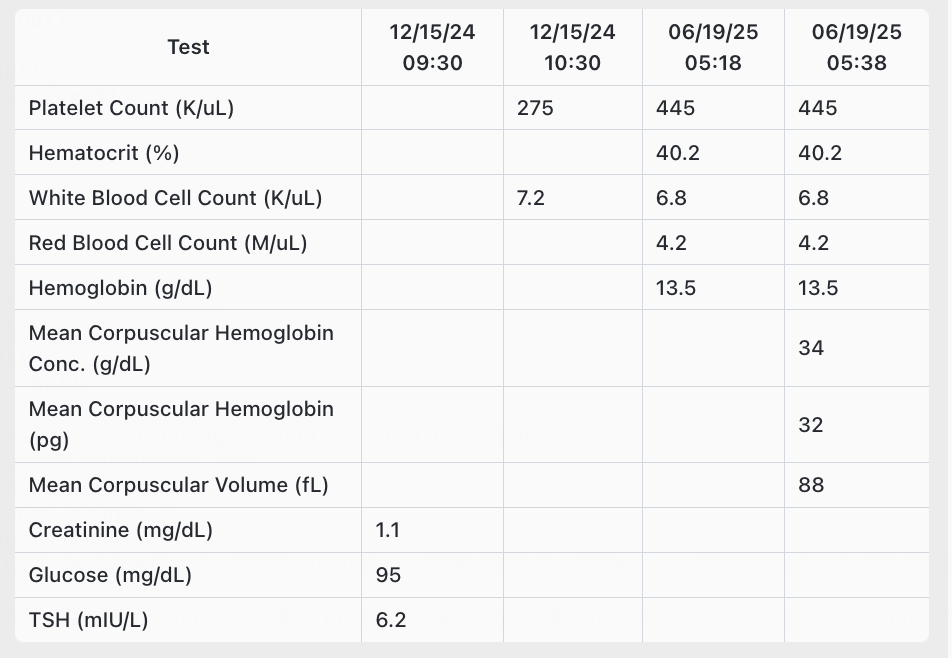 Test 12/15/24 09:30 12/15/24 10:30 06/19/25 05:18 06/19/25 05:38
Platelet Count (K/uL) 275 445 445
Hematocrit (%) 40.2 40.2
White Blood Cell Count (K/uL) 7.2 6.8 6.8
Red Blood Cell Count (M/uL) 4.2 4.2
Hemoglobin (g/dL) 13.5 13.5
Mean Corpuscular Hemoglobin
Conc. (g/dL) 34
Mean Corpuscular Hemoglobin
(pg) 32
Mean Corpuscular Volume (fL) 88
Creatinine (mg/dL) 1.1
Glucose (mg/dL) 95
TSH (mIU/L) 6.2